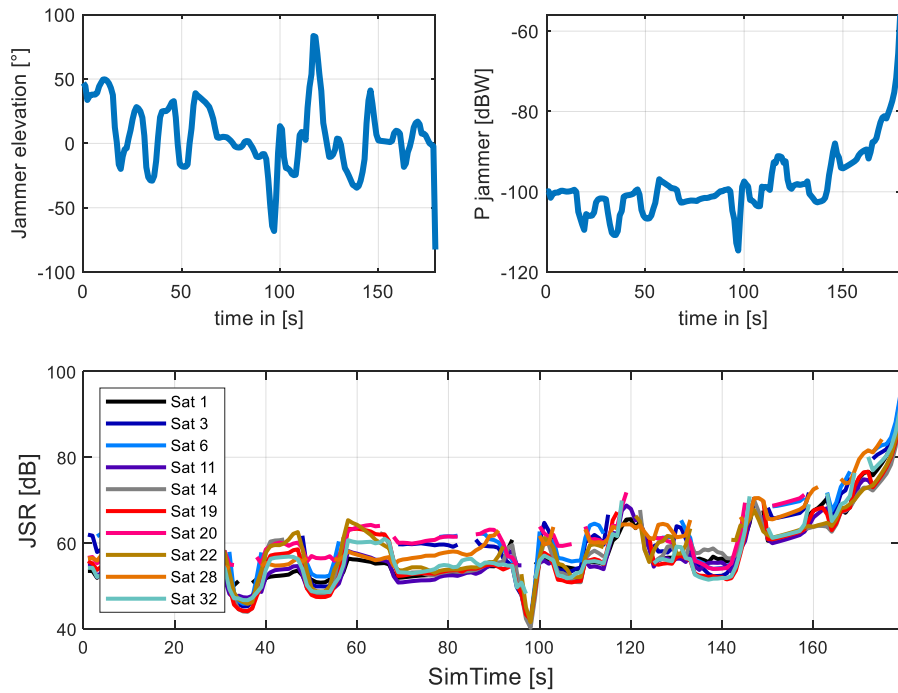 100
50
0
-50
-100
Jammer elevation [°]
0
50
100
150
time in [s]
-60
-80
-100
-120
P jammer [dBW]
0
50
100
150
time in [s]
100
80
60
40
JSR [dB]
Sat 1
Sat 3
Sat 6
Sat 11
Sat 14
Sat 19
Sat 20
Sat 22
Sat 28
Sat 32
0
20
40
60
80
100
120
140
160
SimTime [s]